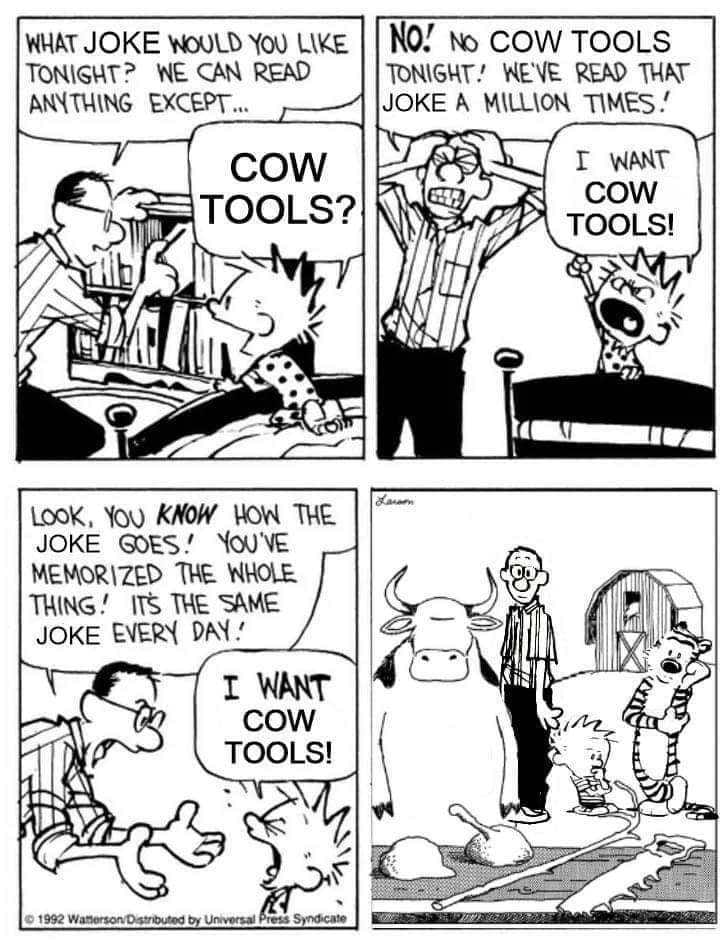 WHAT JOKE WOULD YOU LIKE
TONIGHT? WE CAN READ
ANYTHING EXCEPT...
COW
TOOLS?
NO! NO COW TOOLS
TONIGHT! WE'VE READ THAT
JOKE A MILLION TIMES!
I WANT
COW
TOOLS!
LOOK, YOU KNOW HOW THE
JOKE GOES! YOU'VE
MEMORIZED THE WHOLE
THING! IT'S THE SAME
JOKE EVERY DAY!
I WANT
COW
TOOLS!
© 1992 Watterson/Distributed by Universal Press Syndicate
Larson